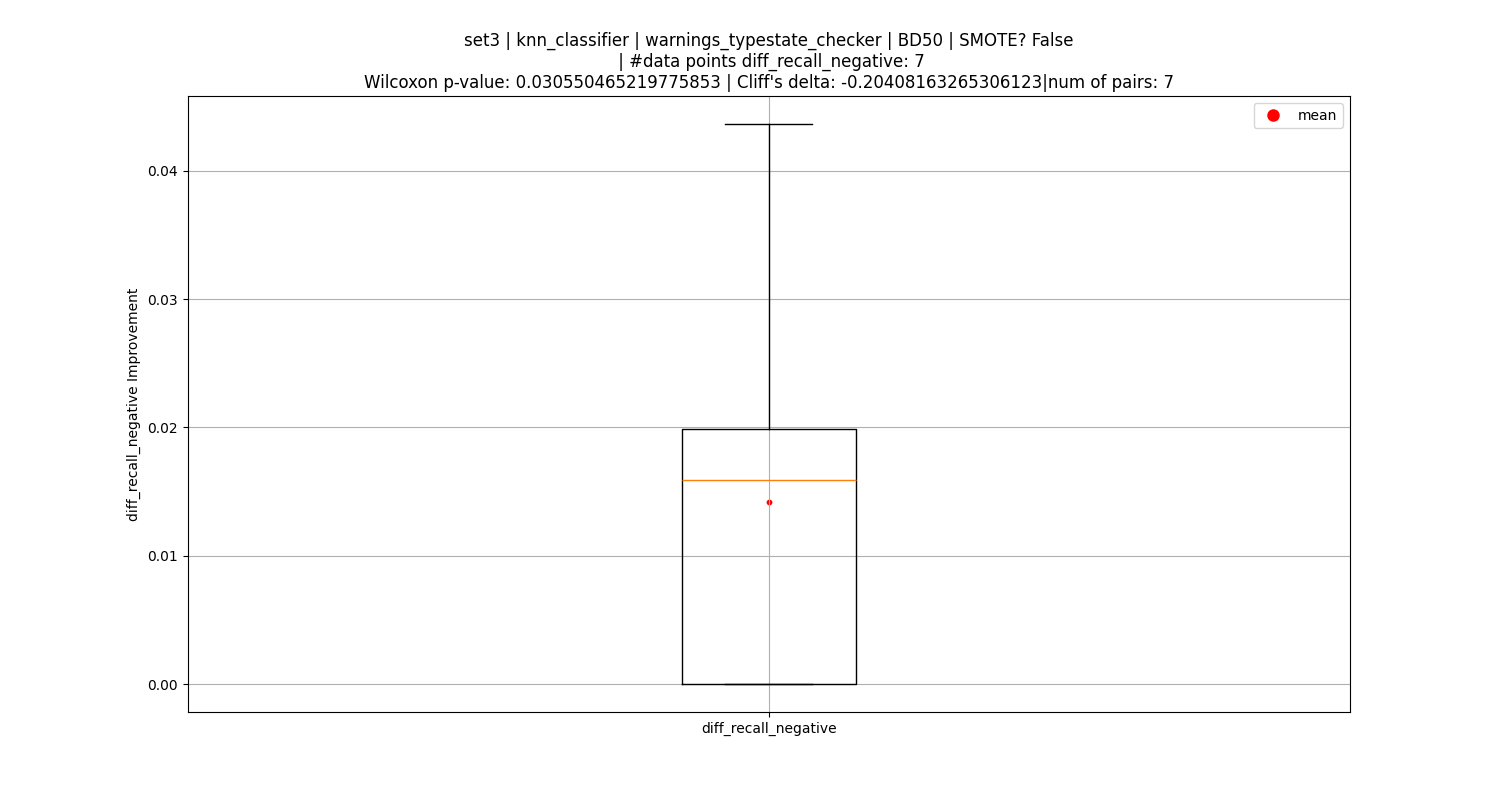 set3 | knn_classifier | warnings_typestate_checker | BD50 | SMOTE? False
| #data points diff_recall_negative: 7
Wilcoxon p-value: 0.030550465219775853 | Cliff's delta: -0.20408163265306123|num of pairs: 7
mean
0.04
0.03
0.02
0.01
0.00
diff_recall_negative Improvement
diff_recall_negative